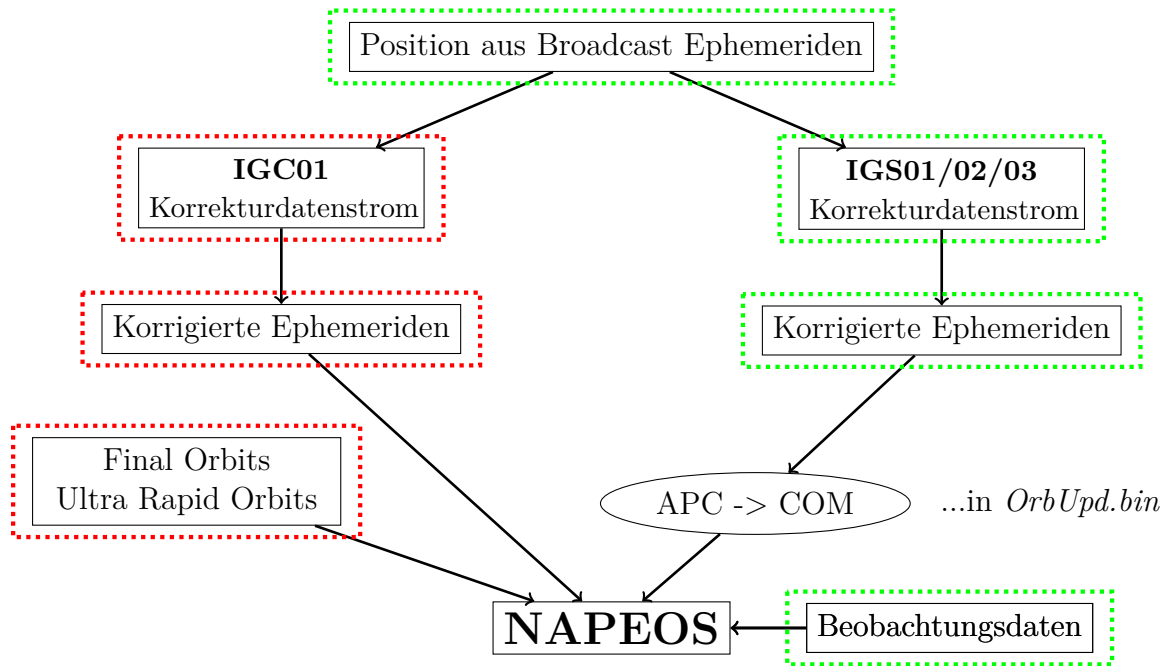 Position aus Broadcast Ephemeriden
IGC01
Korrekturdatenstrom
IGS01/02/03
Korrekturdatenstrom
Korrigierte Ephemeriden
Korrigierte Ephemeriden
Final Orbits
Ultra Rapid Orbits
APC -> COM
...in OrbUpd.bin
NAPEOS
Beobachtungsdaten